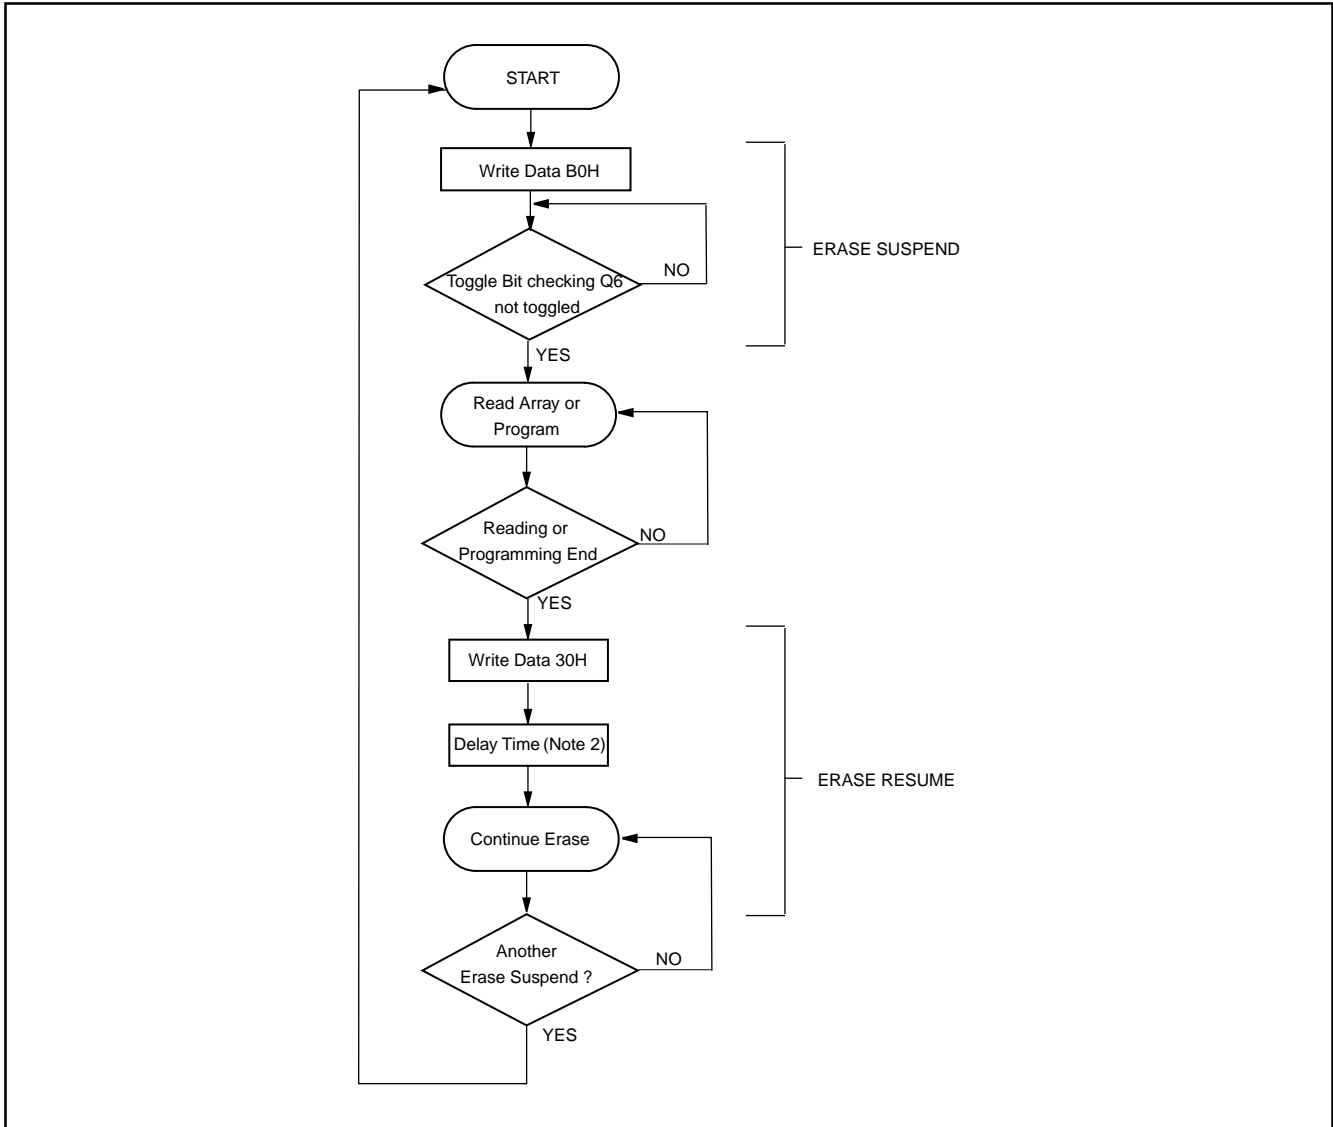 START
Write Data B0H
ERASE SUSPEND
Toggle Bit checking Q6
not toggled
NO
YES
Read Array or
Program
Reading or
Programming End
NO
YES
Write Data 30H
Delay Time (Note 2)
ERASE RESUME
Continue Erase
Another
Erase Suspend ?
NO
YES